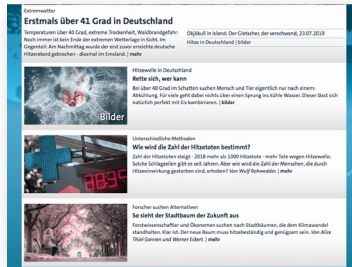 Extremwetter
Erstmals über 41 Grad in Deutschland
Temperaturen über 40 Grad, extreme Trockenheit, Waldbrandgefahr:
Noch immer ist kein Ende der extremen Wetterlage in Sicht. Im
Gegenteil: Am Nachmittag wurde der erst zuvor erreichte deutsche
Hitzerekord gebrochen - diesmal im Emsland. | mehr
Okjökull in Island: Der Gletscher, der verschwand, 23.07.2019
Hitze in Deutschland | bilder
Bilder
Hitzewelle in Deutschland
Rette sich, wer kann
Bei über 40 Grad im Schatten suchen Mensch und Tier eigentlich nur nach einem:
Abkühlung. Für viele geht dabei nichts über einen Sprung ins kühle Wasser. Dieser lässt sich
natürlich perfekt mit Eis kombinieren. | bilder
Unterschiedliche Methoden
Wie wird die Zahl der Hitzetoten bestimmt?
Zahl der Hitzetoten steigt - 2018 mehr als 1000 Hitzetote - mehr Tote wegen Hitzewelle:
Solche Schlagzeilen gibt es seit Jahren. Aber wie wird die Zahl der Menschen, die durch
Hitzeeinwirkung gestorben sind, erhoben? Von Wulf Rohwedder. | mehr
Forscher suchen Alternativen
So sieht der Stadtbaum der Zukunft aus
Forstwissenschaftler und Ökonomen suchen nach Stadtbäumen, die dem Klimawandel
standhalten. Klar ist: Der neue Baum muss hitzebeständig und genügsam sein. Von Alice
Thiel-Sonnen und Werner Eckert. | mehr